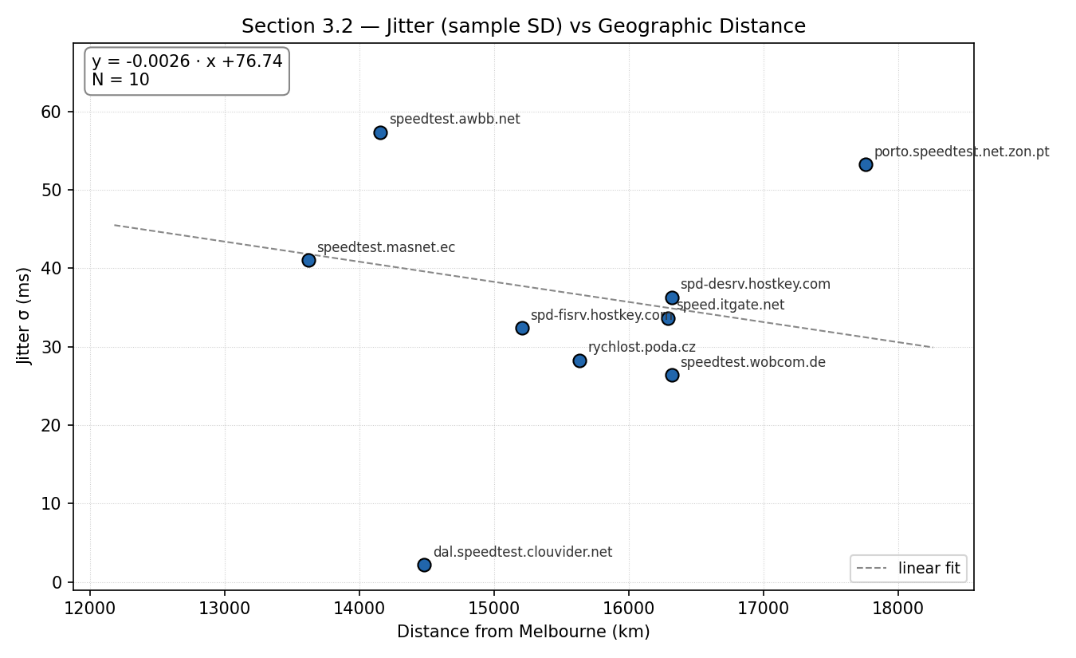 Section 3.2 — Jitter (sample SD) vs Geographic Distance
y = -0.0026 · x +76.74
N = 10
speedtest.awbb.net
porto.speedtest.net.zon.pt
speedtest.masnet.ec
spd-desrv.hostkey.com
speed.itgate.net
spd-fisrv.hostkey.com
rychlost.poda.cz
speedtest.wobcom.de
dal.speedtest.clouvider.net
linear fit
Jitter σ (ms)
60
50
40
30
20
10
0
12000 13000 14000 15000 16000 17000 18000
Distance from Melbourne (km)